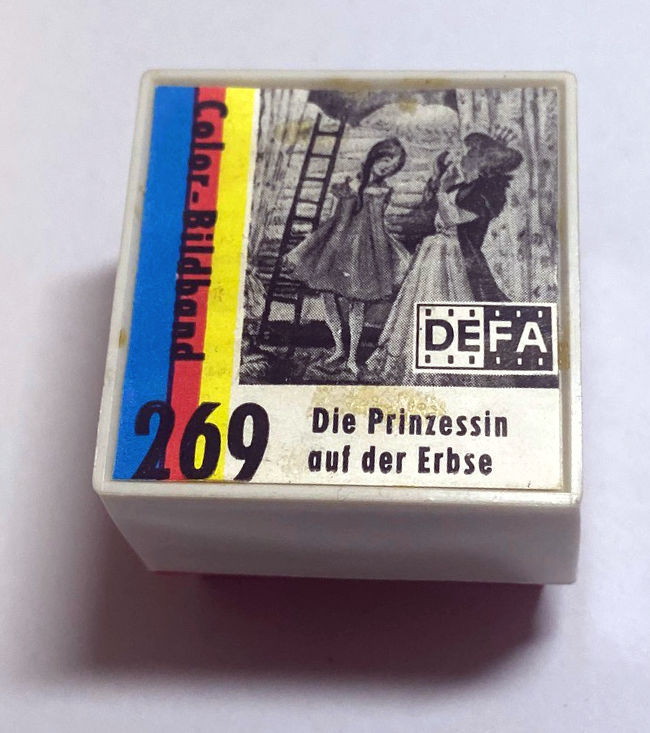 Color-Bildband
DEFA
269
Die Prinzessin
auf der Erbse